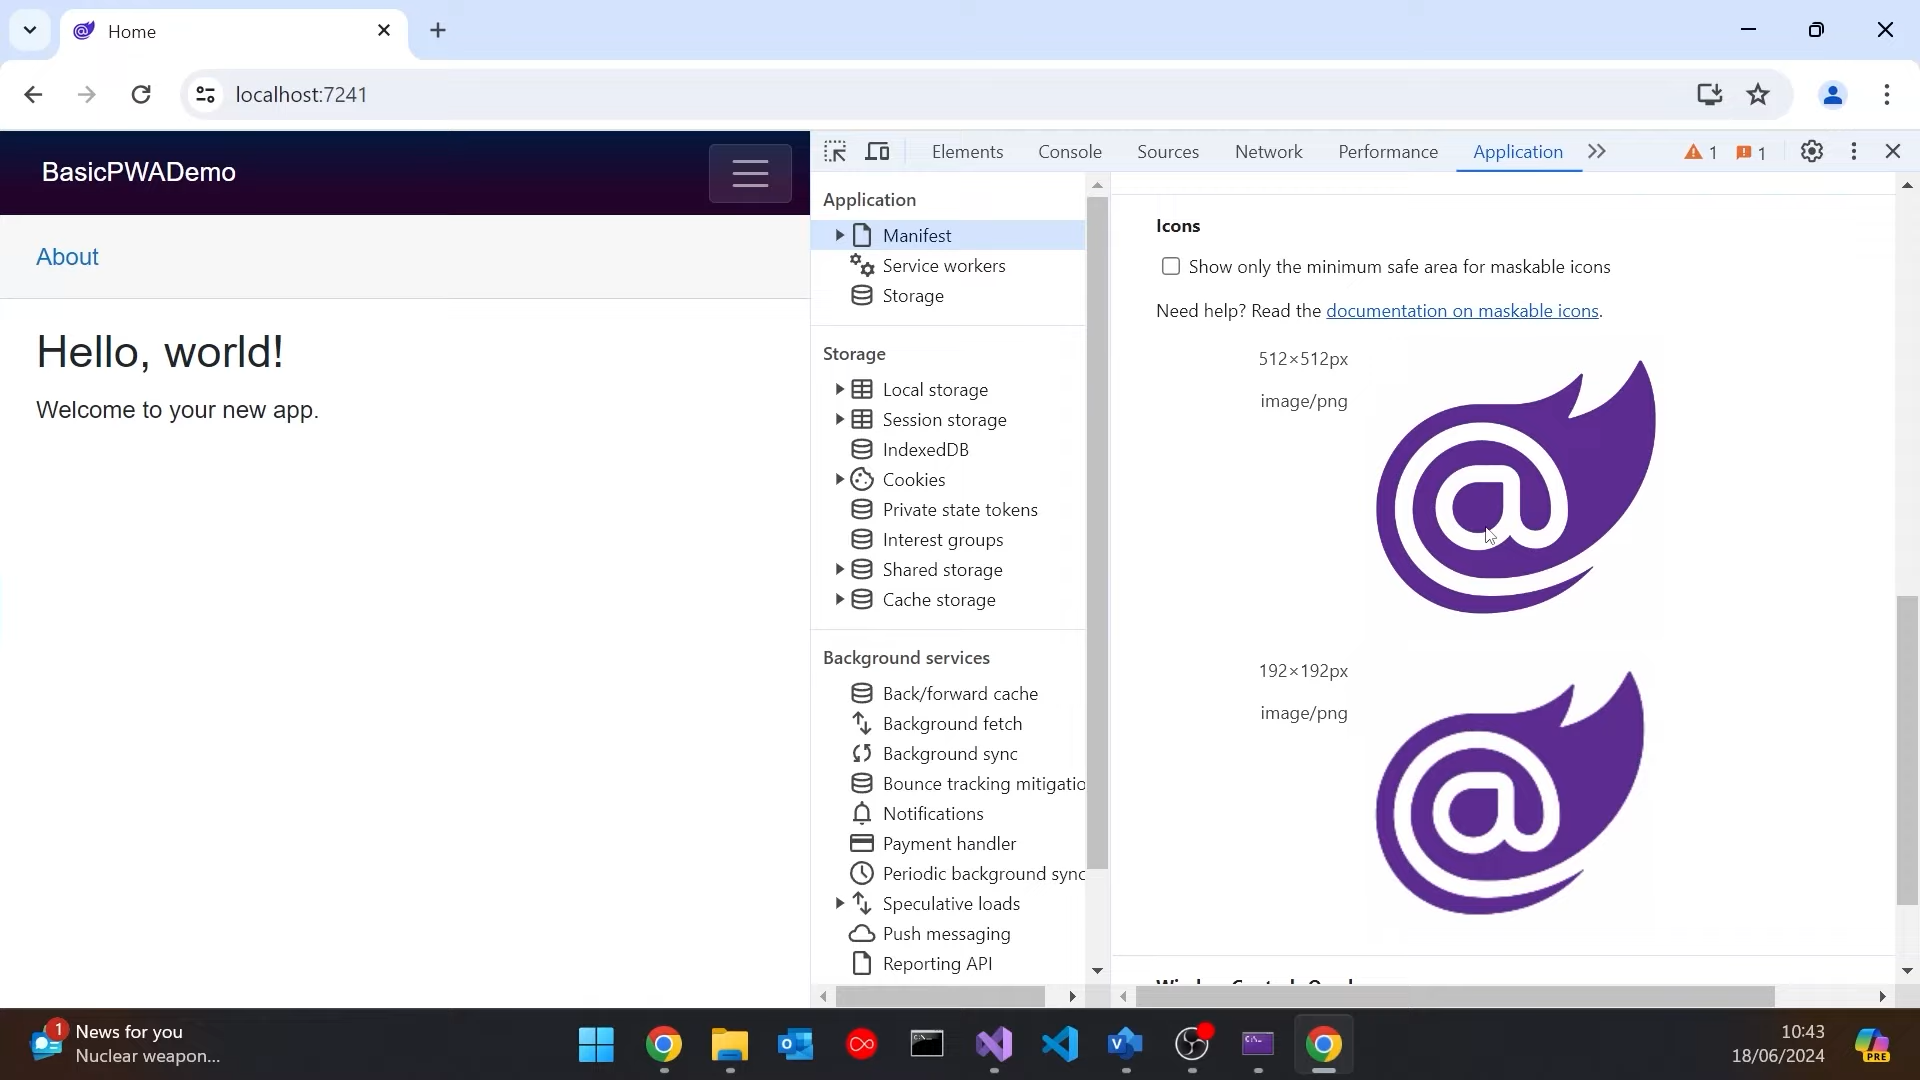 Home
localhost:7241
BasicPWADemo
About
Hello, world!
Welcome to your new app.
Elements Console Sources Network Performance Application 1 1
Application
Manifest
Service workers
Storage
Storage
Local storage
Session storage
IndexedDB
Cookies
Private state tokens
Interest groups
Shared storage
Cache storage
Background services
Back/forward cache
Background fetch
Background sync
Bounce tracking mitigatio
Notifications
Payment handler
Periodic background sync
Speculative loads
Push messaging
Reporting API
Icons
Show only the minimum safe area for maskable icons
Need help? Read the documentation on maskable icons.
512×512px
image/png
@
192×192px
image/png
@
1 News for you
Nuclear weapon...
10:43
18/06/2024
PRE